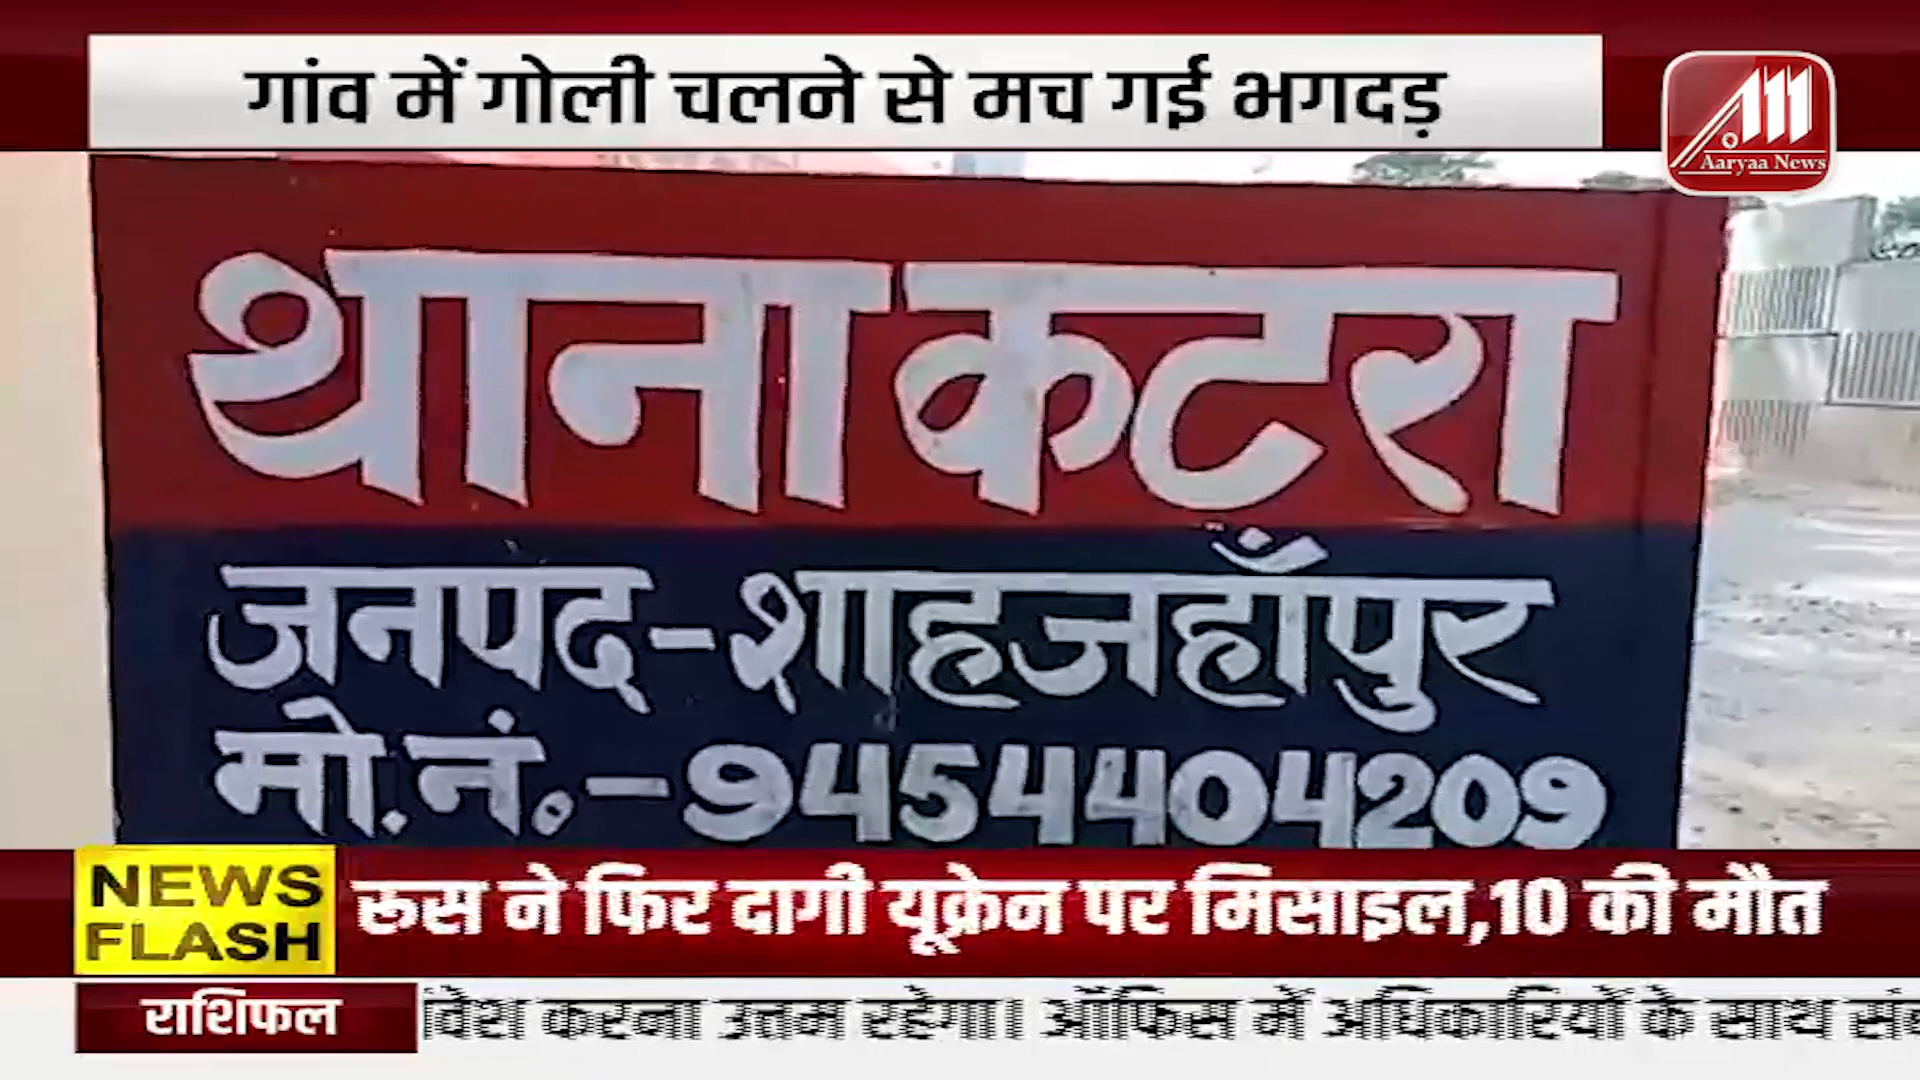 गांव में गोली चलने से मच गई भगदड़
Aaryaa News
थाना कटरा
जनपद-शाहजहाँपुर
मो.नं.-9454404209
NEWS
FLASH
रूस ने फिर दागी यूक्रेन पर मिसाइल,10 की मौत
राशिफल
करना उत्तम रहेगा। ऑफिस में अधिकारियों के साथ